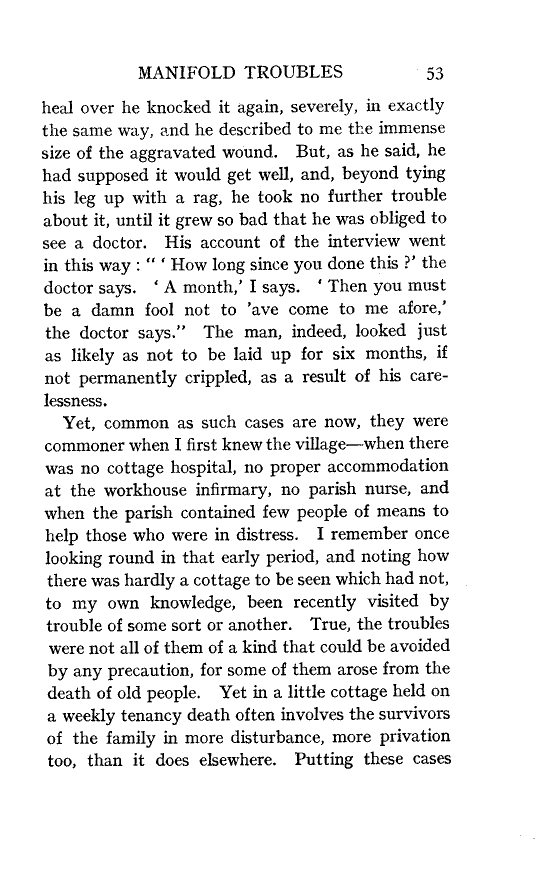 MANIFOLD TROUBLES 53
heal over he knocked it again, severely, in exactly
the same way, and he described to me the immense
size of the aggravated wound. But, as he said, he
had supposed it would get well, and, beyond tying
his leg up with a rag, he took no further trouble
about it, until it grew so bad that he was obliged to
see a doctor. His account of the interview went
in this way : “ ‘ How long since you done this ?’ the
doctor says. ‘ A month,’ I says. ‘ Then you must
be a damn fool not to ’ave come to me afore,’
the doctor says.” The man, indeed, looked just
as likely as not to be laid up for six months, if
not permanently crippled, as a result of his care-
lessness.
Yet, common as such cases are now, they were
commoner when I first knew the village—when there
was no cottage hospital, no proper accommodation
at the workhouse infirmary, no parish nurse, and
when the parish contained few people of means to
help those who were in distress. I remember once
looking round in that early period, and noting how
there was hardly a cottage to be seen which had not,
to my own knowledge, been recently visited by
trouble of some sort or another. True, the troubles
were not all of them of a kind that could be avoided
by any precaution, for some of them arose from the
death of old people. Yet in a little cottage held on
a weekly tenancy death often involves the survivors
of the family in more disturbance, more privation
too, than it does elsewhere. Putting these cases